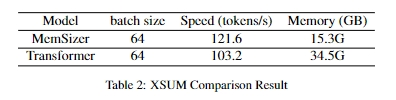 Model batch size Speed (tokens/s) Memory (GB)
MemSizer 64 121.6 15.3G
Transformer 64 103.2 34.5G
Table 2: XSUM Comparison Result